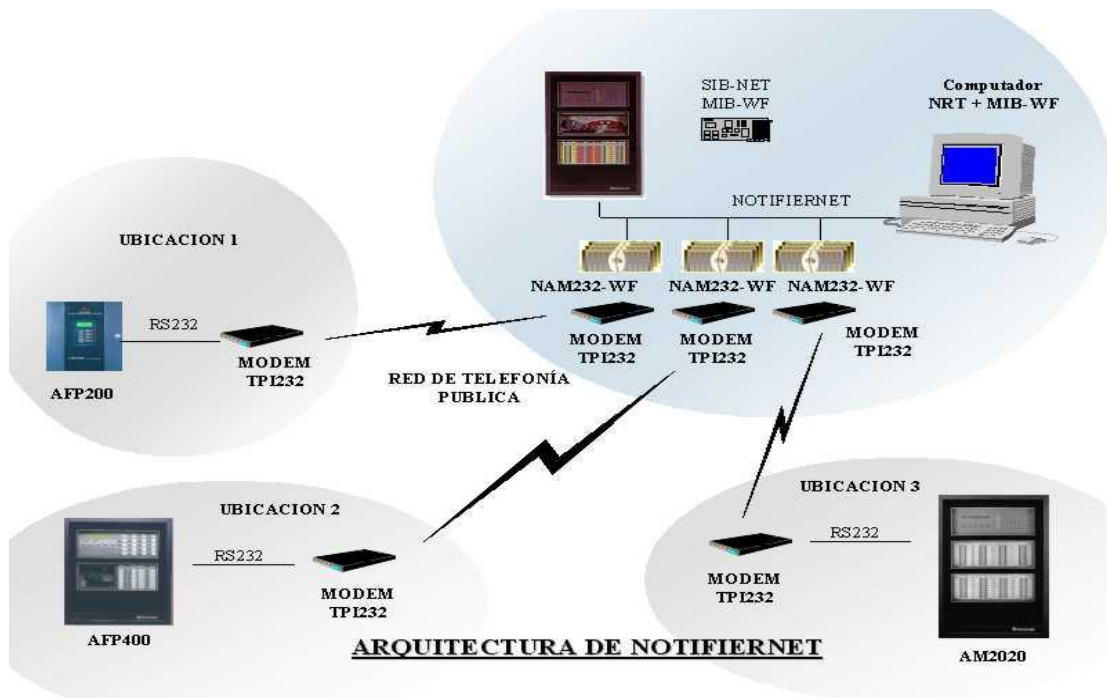 SIB-NET
MIB-WF
Computador
NRT + MIB-WF
NOTIFIERNET
UBICACION 1
NAM232-WF
NAM232-WF
NAM232-WF
RS232
MODEM
TPI232
MODEM
TPI232
MODEM
TPI232
MODEM
TPI232
AFP200
RED DE TELEFONÍA
PUBLICA
UBICACION 2
UBICACION 3
RS232
MODEM
TPI232
RS232
MODEM
TPI232
AFP400
ARQUITECTURA DE NOTIFIERNET
AM2020